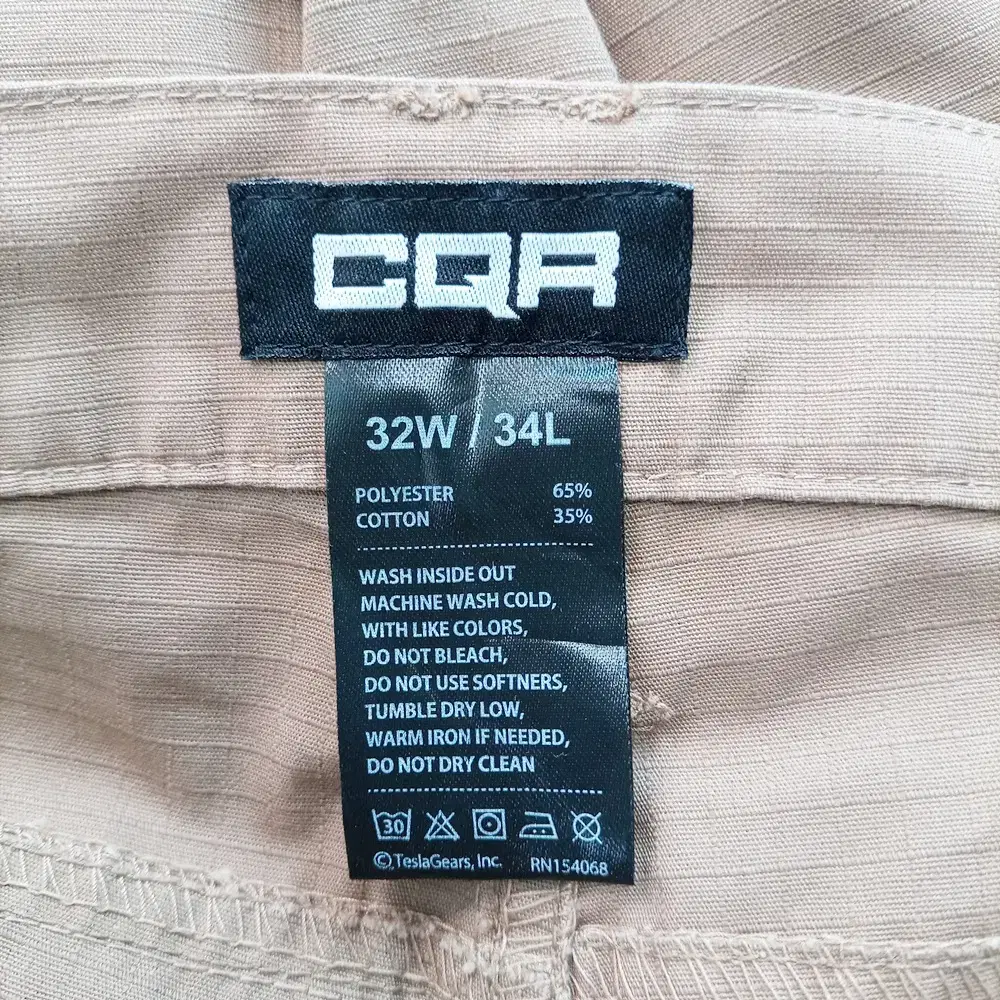 CQR
32W / 34L
POLYESTER 65%
COTTON 35%
WASH INSIDE OUT
MACHINE WASH COLD,
WITH LIKE COLORS,
DO NOT BLEACH,
DO NOT USE SOFTNERS,
TUMBLE DRY LOW,
WARM IRON IF NEEDED,
DO NOT DRY CLEAN
30
© TeslaGears, Inc. RN154068